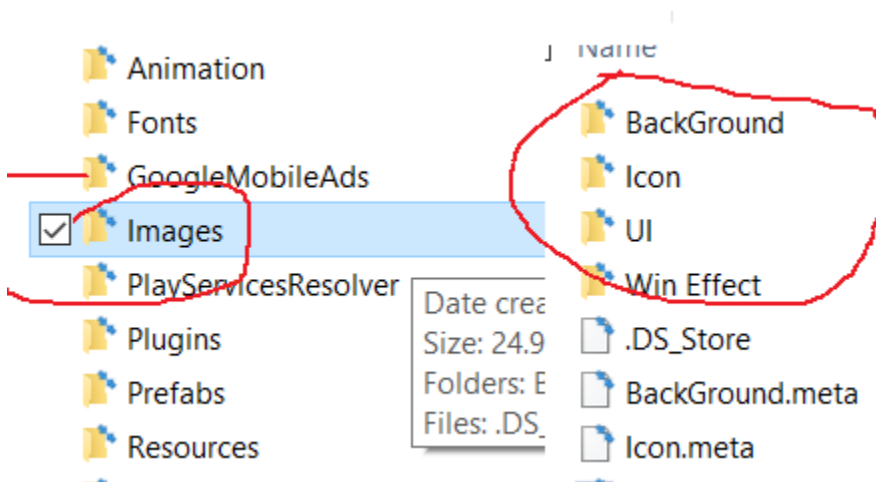 Animation
Fonts
GoogleMobileAds
Images
PlayServicesResolver
Plugins
Prefabs
Resources
Date crea
Size: 24.9
Folders: B
Files: .DS_
Name
BackGround
Icon
UI
Win Effect
.DS_Store
BackGround.meta
Icon.meta